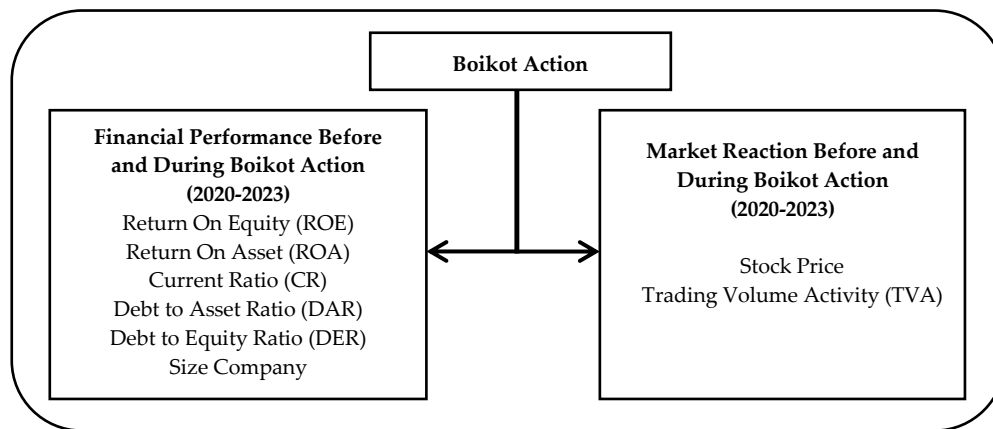 Boikot Action
Financial Performance Before
and During Boikot Action
(2020-2023)
Return On Equity (ROE)
Return On Asset (ROA)
Current Ratio (CR)
Debt to Asset Ratio (DAR)
Debt to Equity Ratio (DER)
Size Company
Market Reaction Before and
During Boikot Action
(2020-2023)
Stock Price
Trading Volume Activity (TVA)